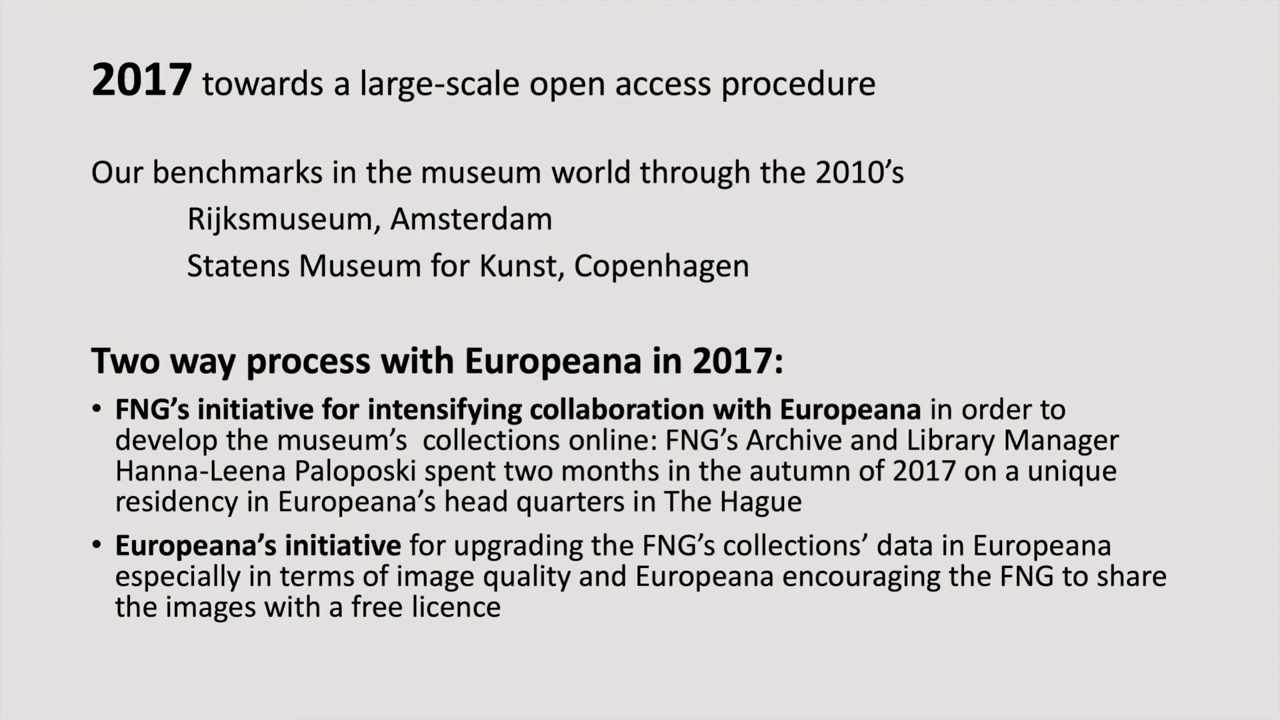 2017 towards a large-scale open access procedure
Our benchmarks in the museum world through the 2010’s
Rijksmuseum, Amsterdam
Statens Museum for Kunst, Copenhagen
Two way process with Europeana in 2017:
• FNG’s initiative for intensifying collaboration with Europeana in order to
develop the museum’s  collections online: FNG’s Archive and Library Manager
Hanna-Leena Paloposki spent two months in the autumn of 2017 on a unique
residency in Europeana’s head quarters in The Hague
• Europeana’s initiative for upgrading the FNG’s collections’ data in Europeana
especially in terms of image quality and Europeana encouraging the FNG to share
the images with a free licence